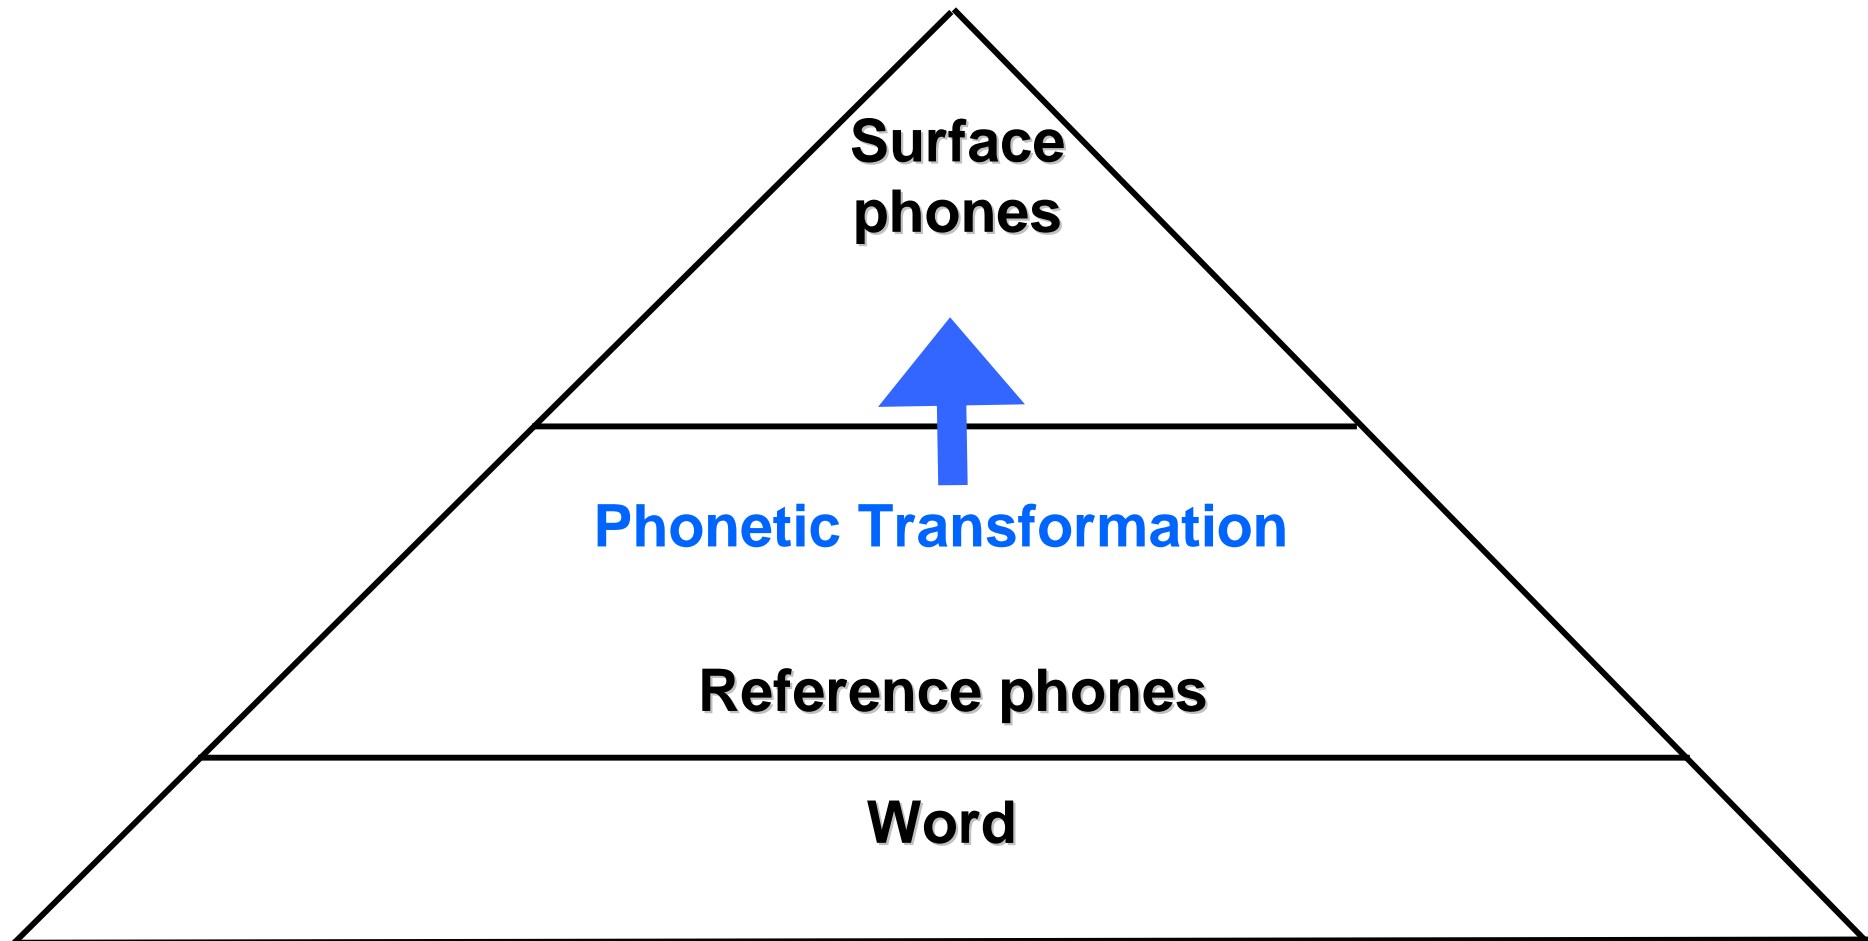 Surface
phones
Phonetic Transformation
Reference phones
Word